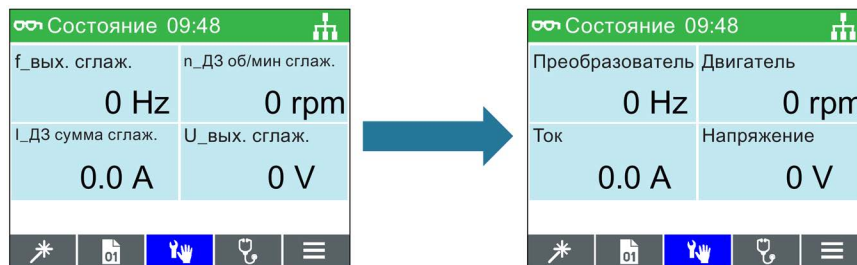 Состояние 09:48
f_вых. сглаж.
n_ДЗ об/мин сглаж.
0 Hz
0 rpm
I_ДЗ сумма сглаж.
U_вых. сглаж.
0.0 A
0 V
01
Состояние 09:48
Преобразователь
Двигатель
0 Hz
0 rpm
Ток
Напряжение
0.0 A
0 V
01